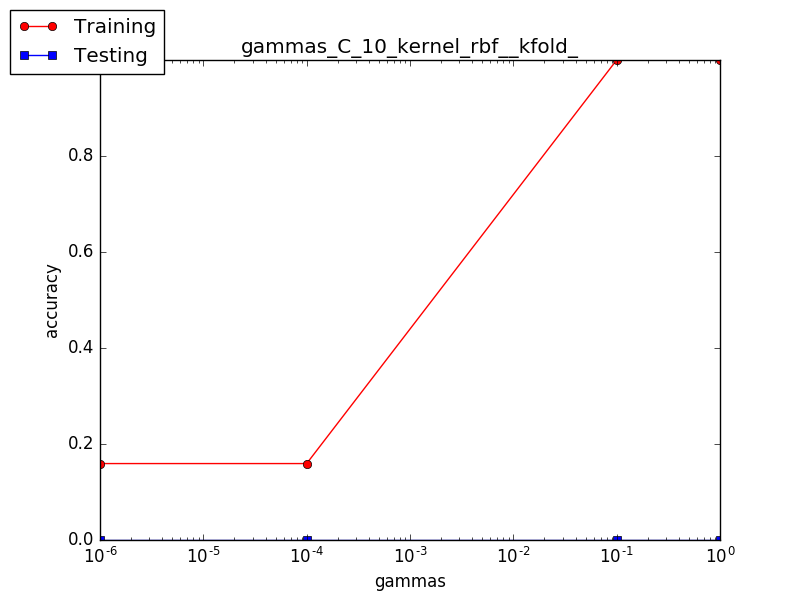 Training
Testing
gammas_C_10_kernel_rbf__kfold_
0.8
0.6
0.4
0.2
0.0
accuracy
10^-6 10^-5 10^-4 10^-3 10^-2 10^-1 10^0
gammas